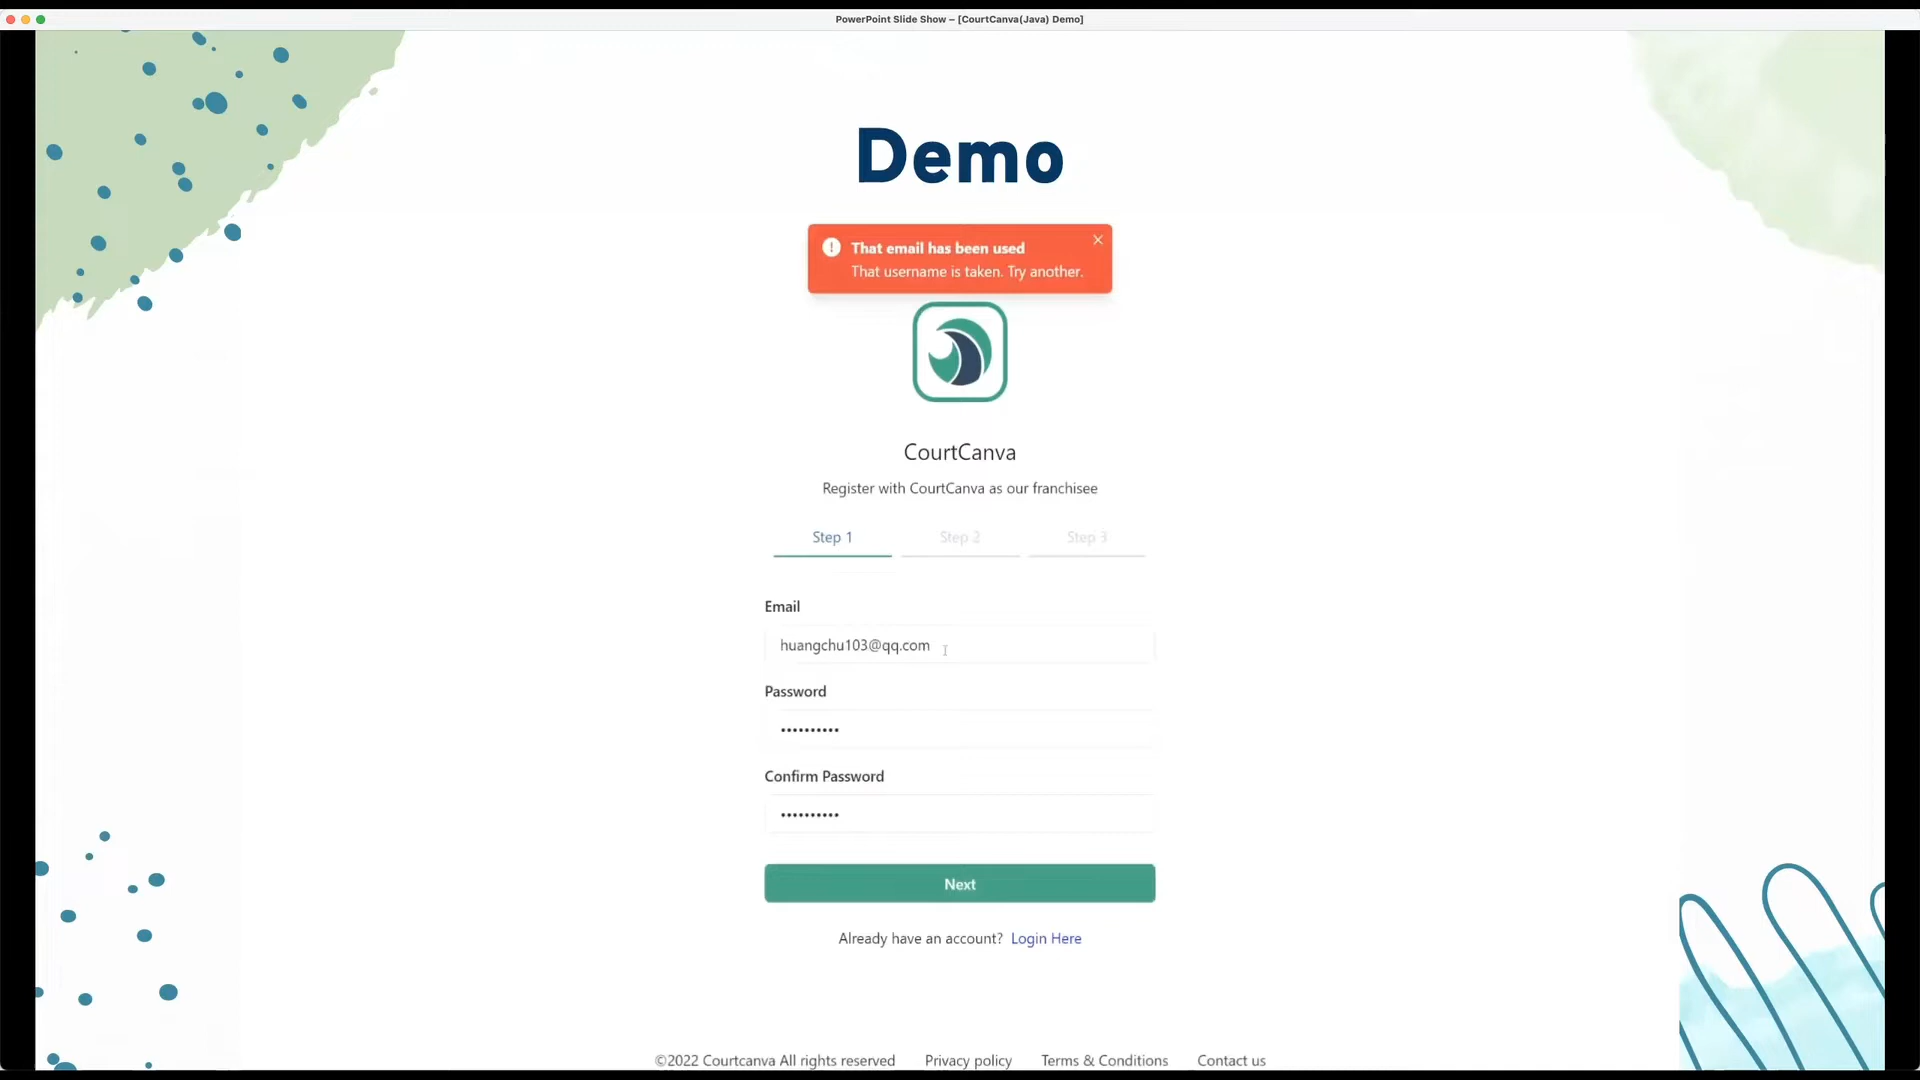 PowerPoint Slide Show – [CourtCanva(Java) Demo]
Demo
That email has been used
That username is taken. Try another.
CourtCanva
Register with CourtCanva as our franchisee
Step 1 Step 2 Step 3
Email
huangchu103@qq.com
Password
••••••••••
Confirm Password
••••••••••
Next
Already have an account? Login Here
©2022 Courtcanva All rights reserved Privacy policy Terms & Conditions Contact us